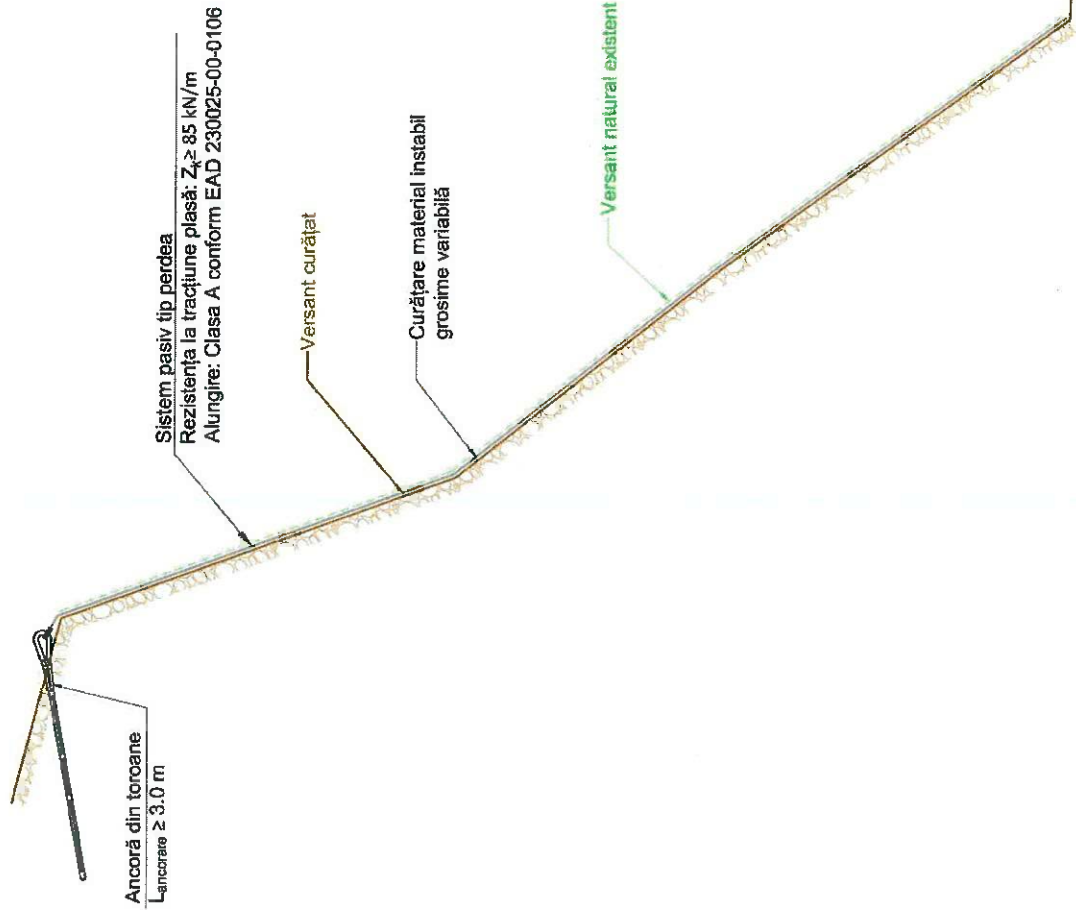 Sistem pasiv tip perdea
Rezistența la tracțiune plasă: Zk≥ 85 kN/m
Alungire: Clasa A conform EAD 230025-00-0106
Versant curățat
Curățare material instabil
grosime variabilă
Versant natural existent
Ancoră din toroane
Lancorare ≥ 3.0 m